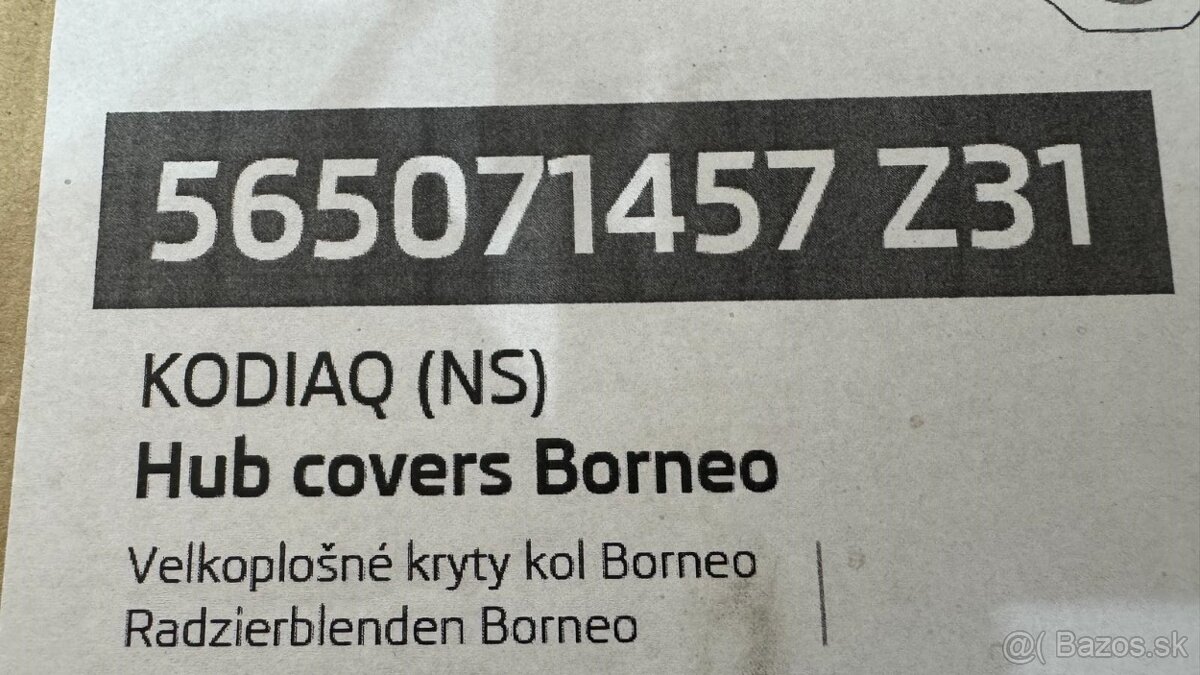 565071457 Z31
KODIAQ (NS)
Hub covers Borneo
Velkoplošné kryty kol Borneo
Radzierblenden Borneo
@( Bazos.sk